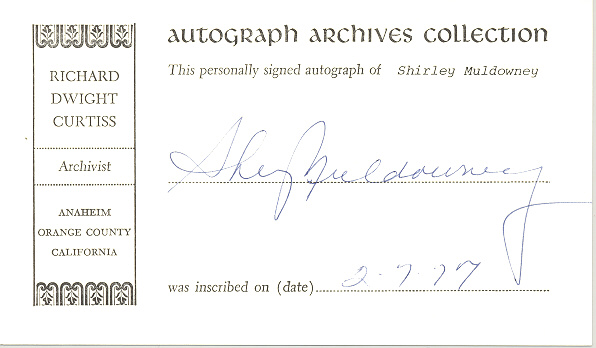 RICHARD
DWIGHT
CURTISS
Archivist
ANAHEIM
ORANGE COUNTY
CALIFORNIA
autograph archives collection
This personally signed autograph of Shirley Muldowney
Shirley Muldowney
was inscribed on (date) 2-7-77